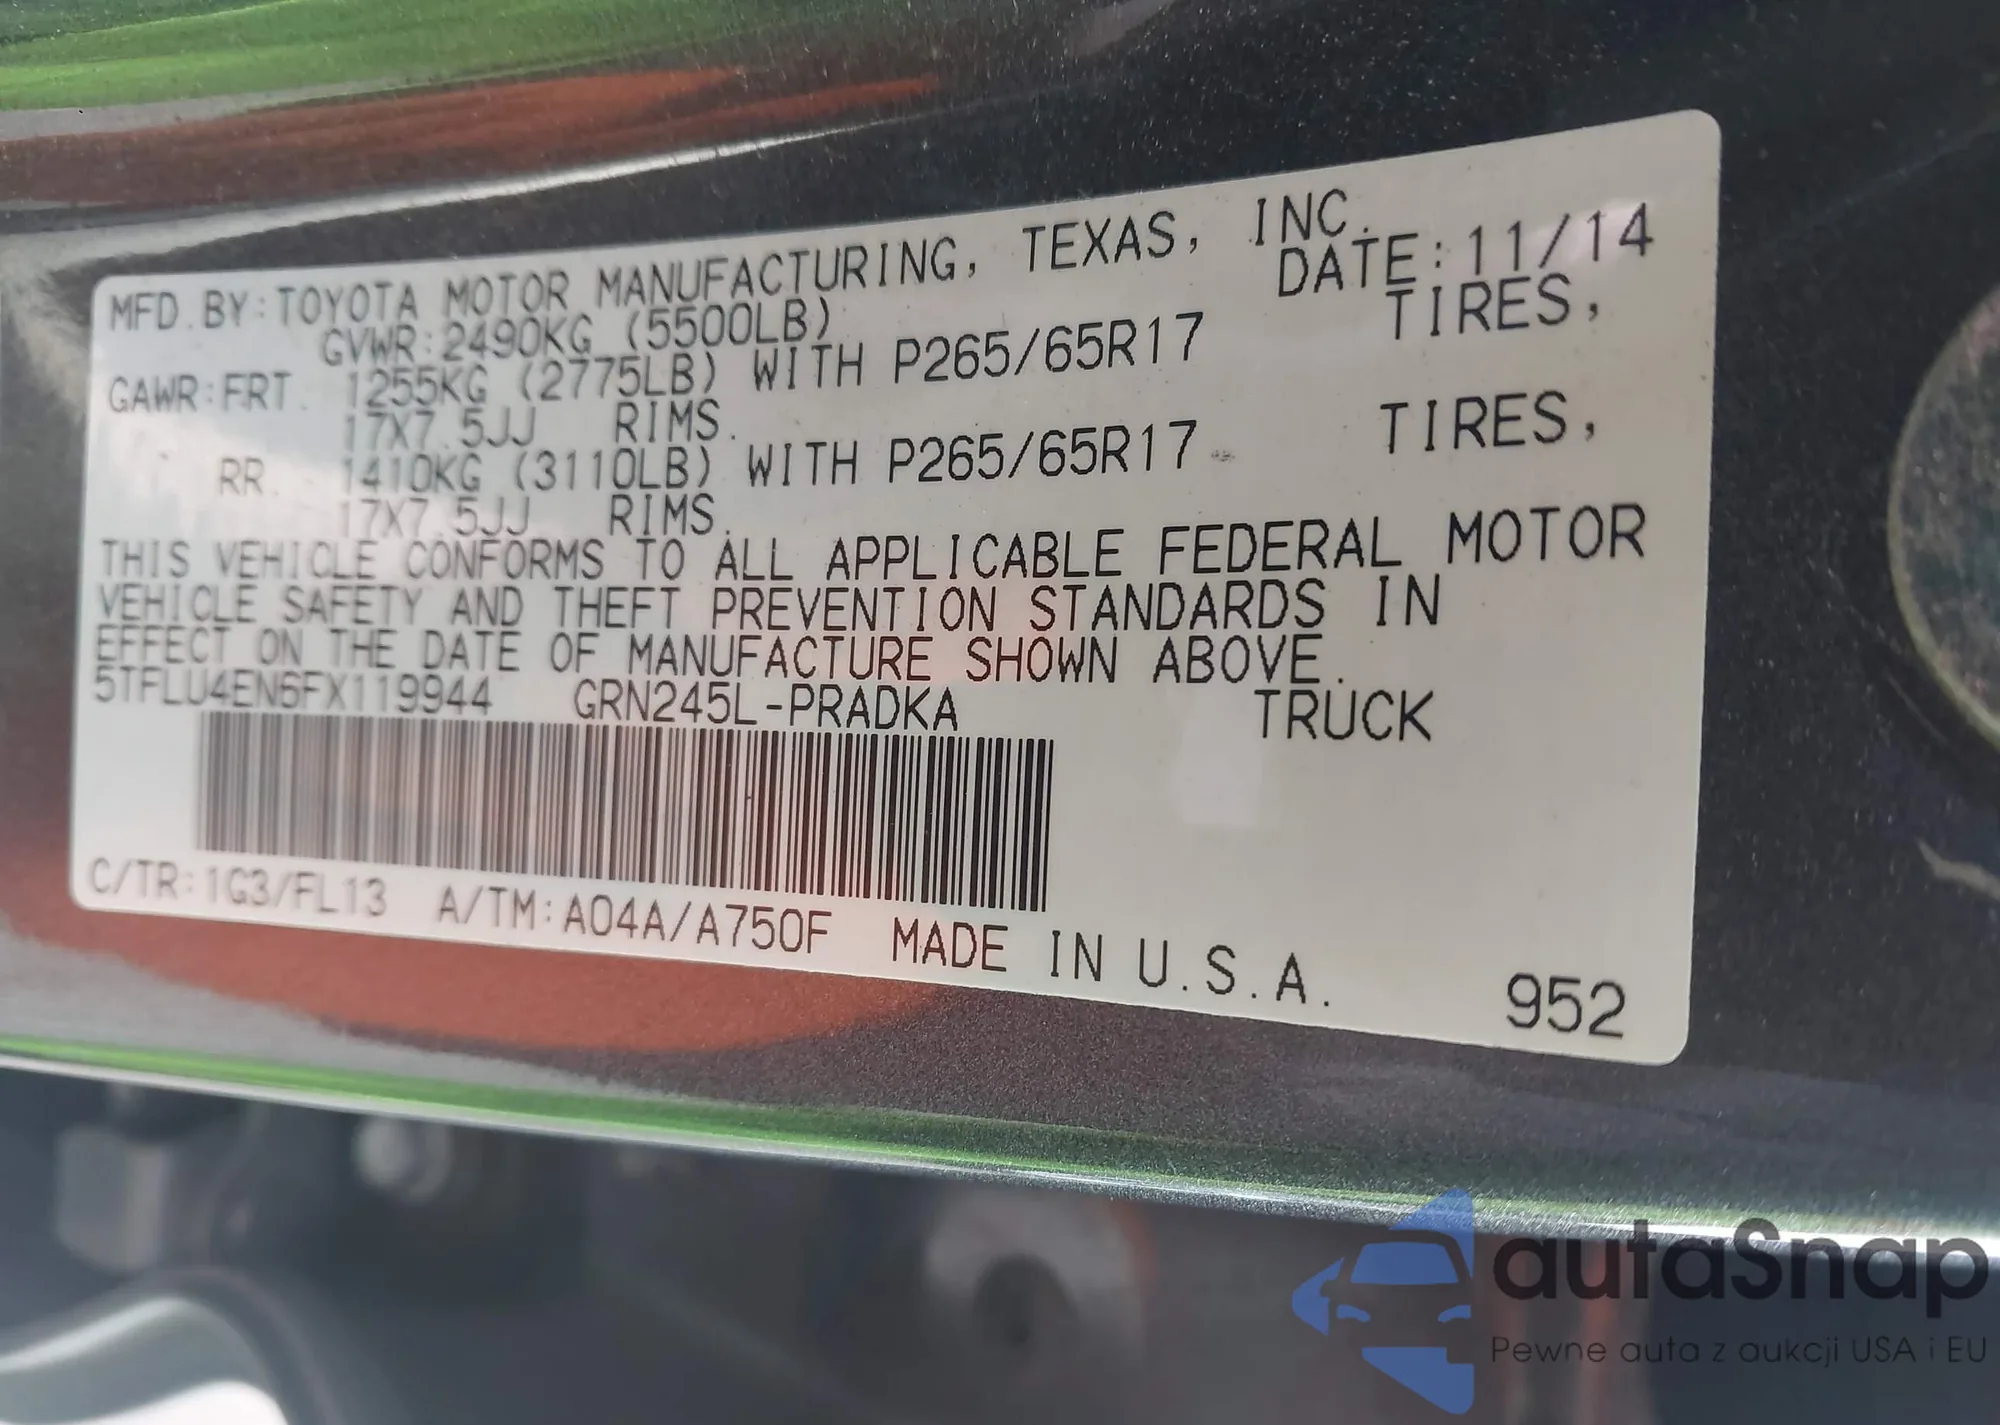 MFD. BY: TOYOTA MOTOR MANUFACTURING, TEXAS, INC.
GVWR: 2490KG (5500LB) DATE: 11/14
GAWR: FRT. 1255KG (2775LB) WITH P265/65R17 TIRES,
17X7.5JJ RIMS.
RR. 1410KG (3110LB) WITH P265/65R17 TIRES,
17X7.5JJ RIMS.
THIS VEHICLE CONFORMS TO ALL APPLICABLE FEDERAL MOTOR
VEHICLE SAFETY AND THEFT PREVENTION STANDARDS IN
EFFECT ON THE DATE OF MANUFACTURE SHOWN ABOVE.
5TFLU4EN6FX119944 GRN245L-PRADKA TRUCK
C/TR: 1G3/FL13 A/TM: A04A/A750F MADE IN U.S.A. 952
autaSnap
Pewne auta z aukcji USA i EU